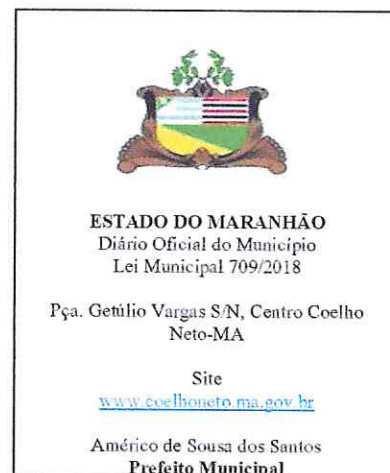 ESTADO DO MARANHÃO
Diário Oficial do Município
Lei Municipal 709/2018
Pça. Getúlio Vargas S/N, Centro Coelho
Neto-MA
Site
www.coelhoneto.ma.gov.br
Américo de Sousa dos Santos
Prefeito Municipal